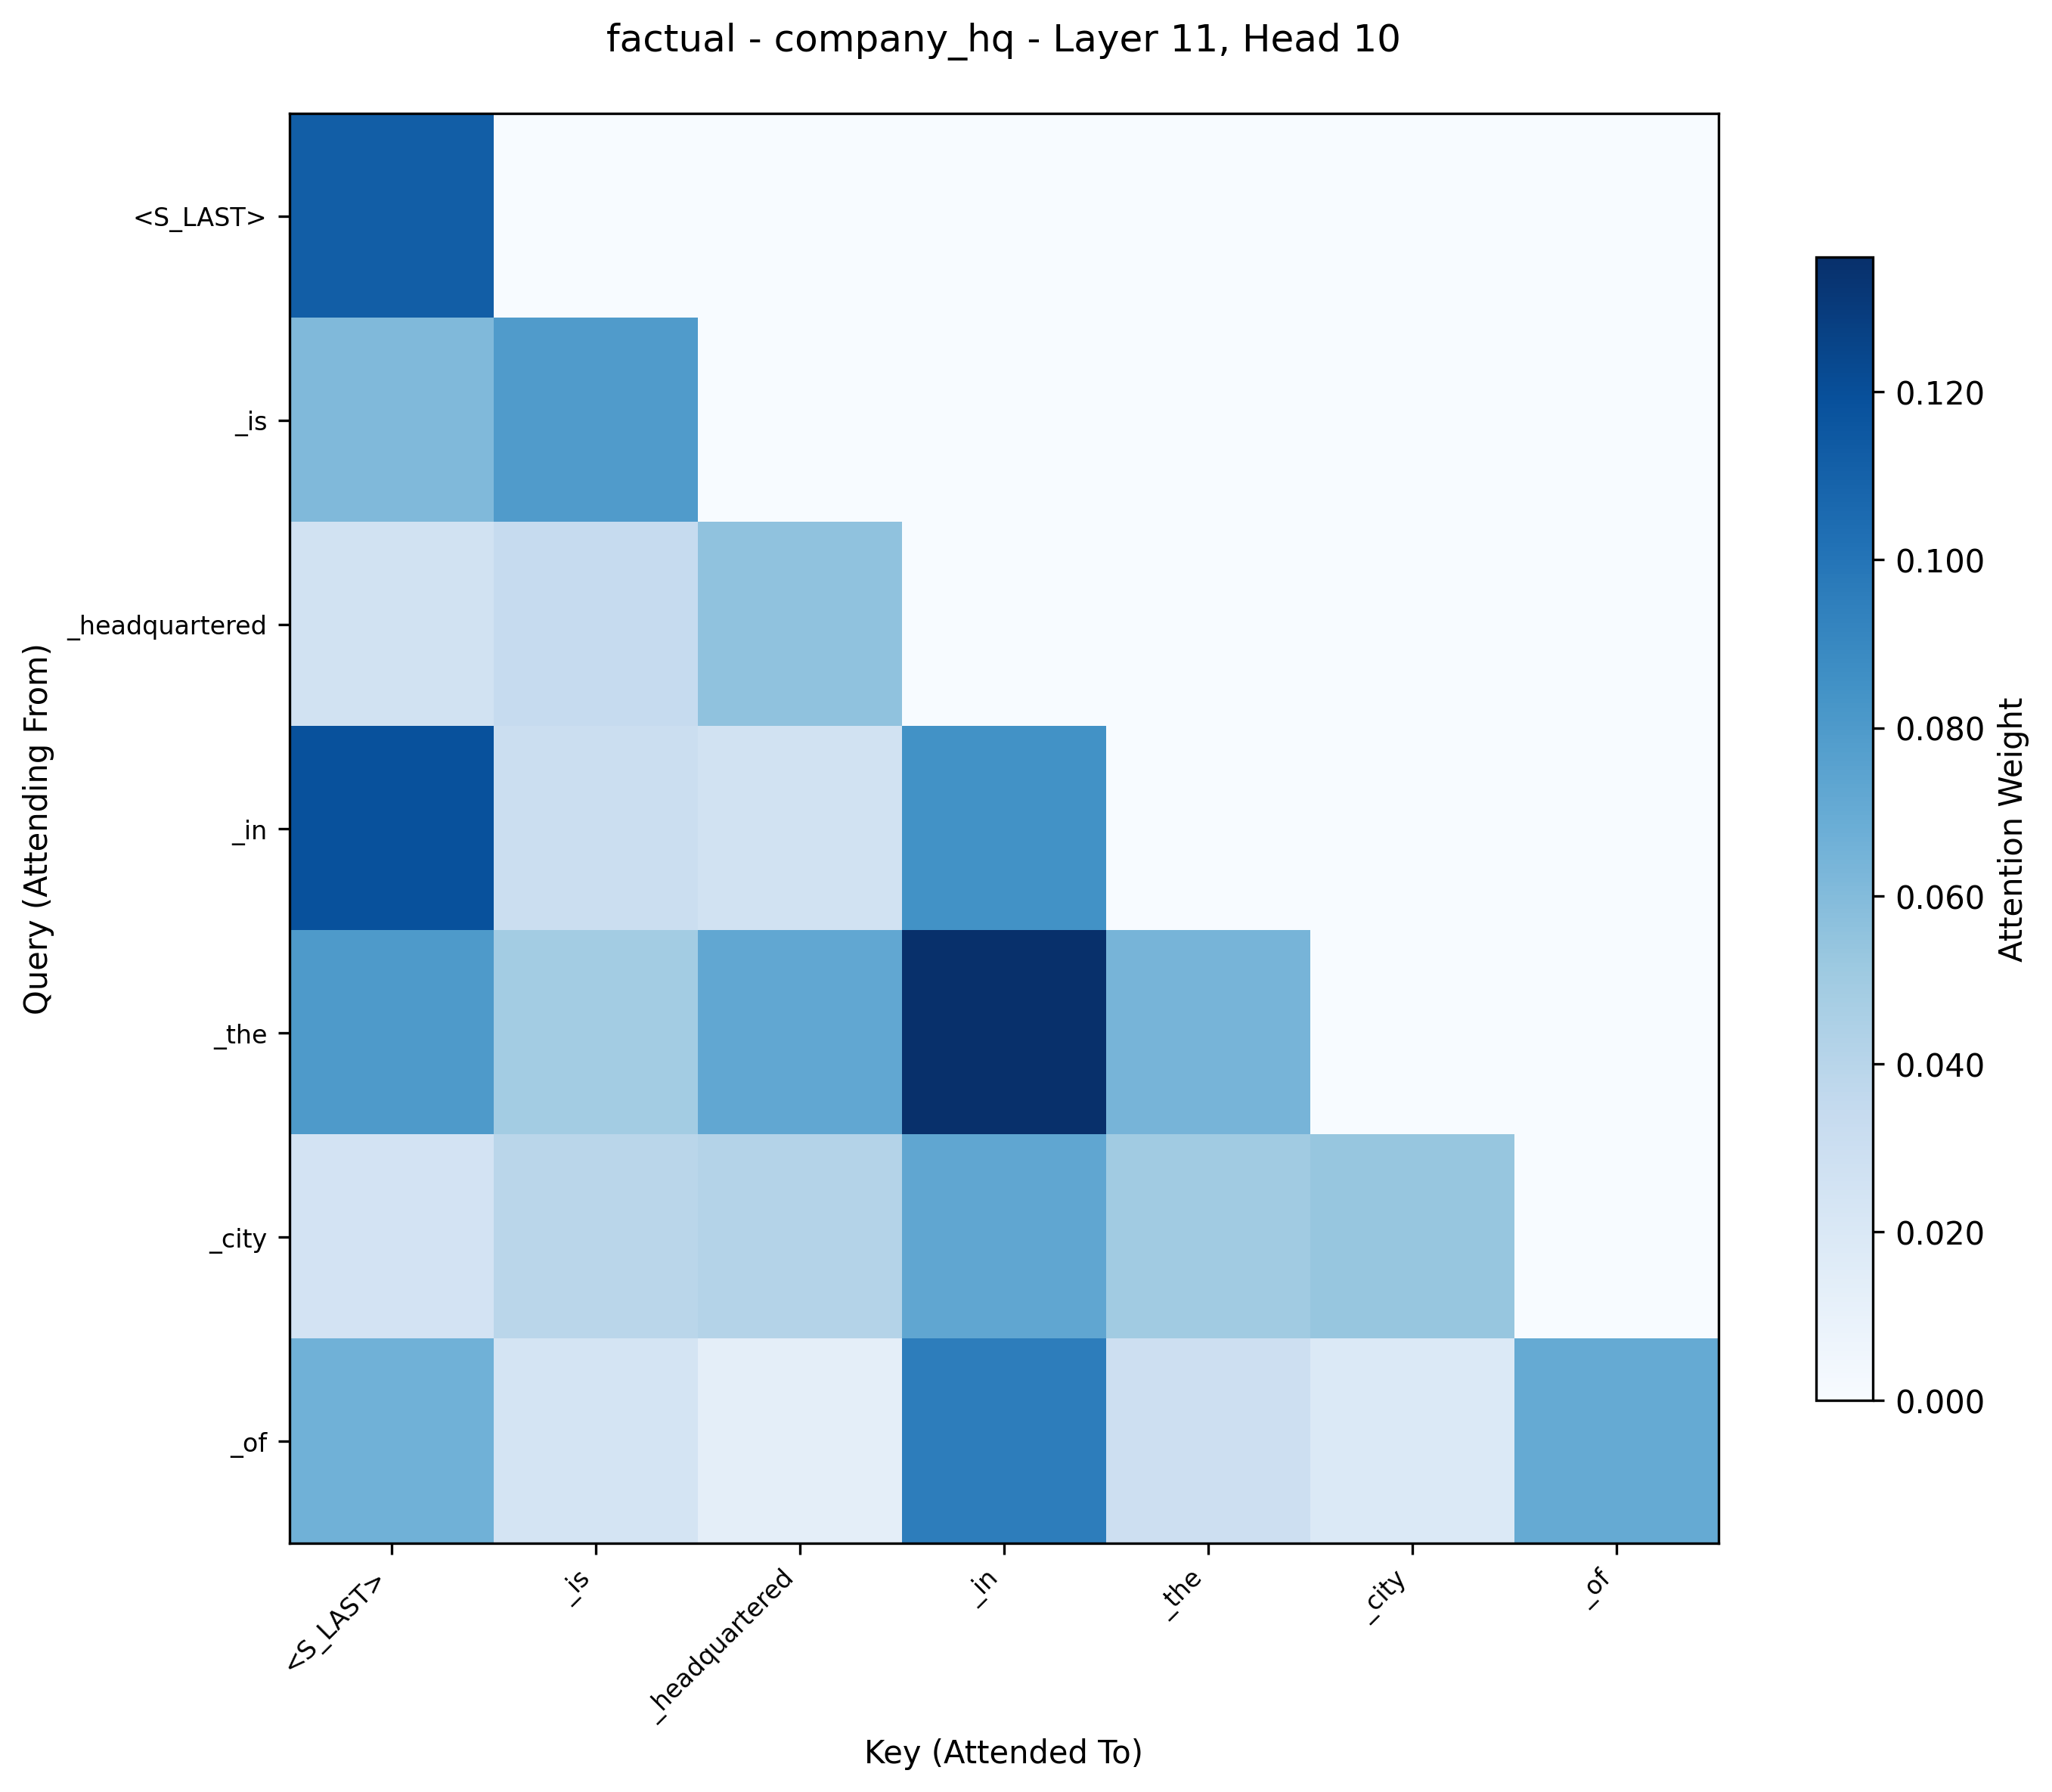 factual - company_hq - Layer 11, Head 10
Query (Attending From)
<S_LAST>
_is
_headquartered
_in
_the
_city
_of
<S_LAST>
_is
_headquartered
_in
_the
_city
_of
Key (Attended To)
0.120
0.100
0.080
0.060
0.040
0.020
0.000
Attention Weight